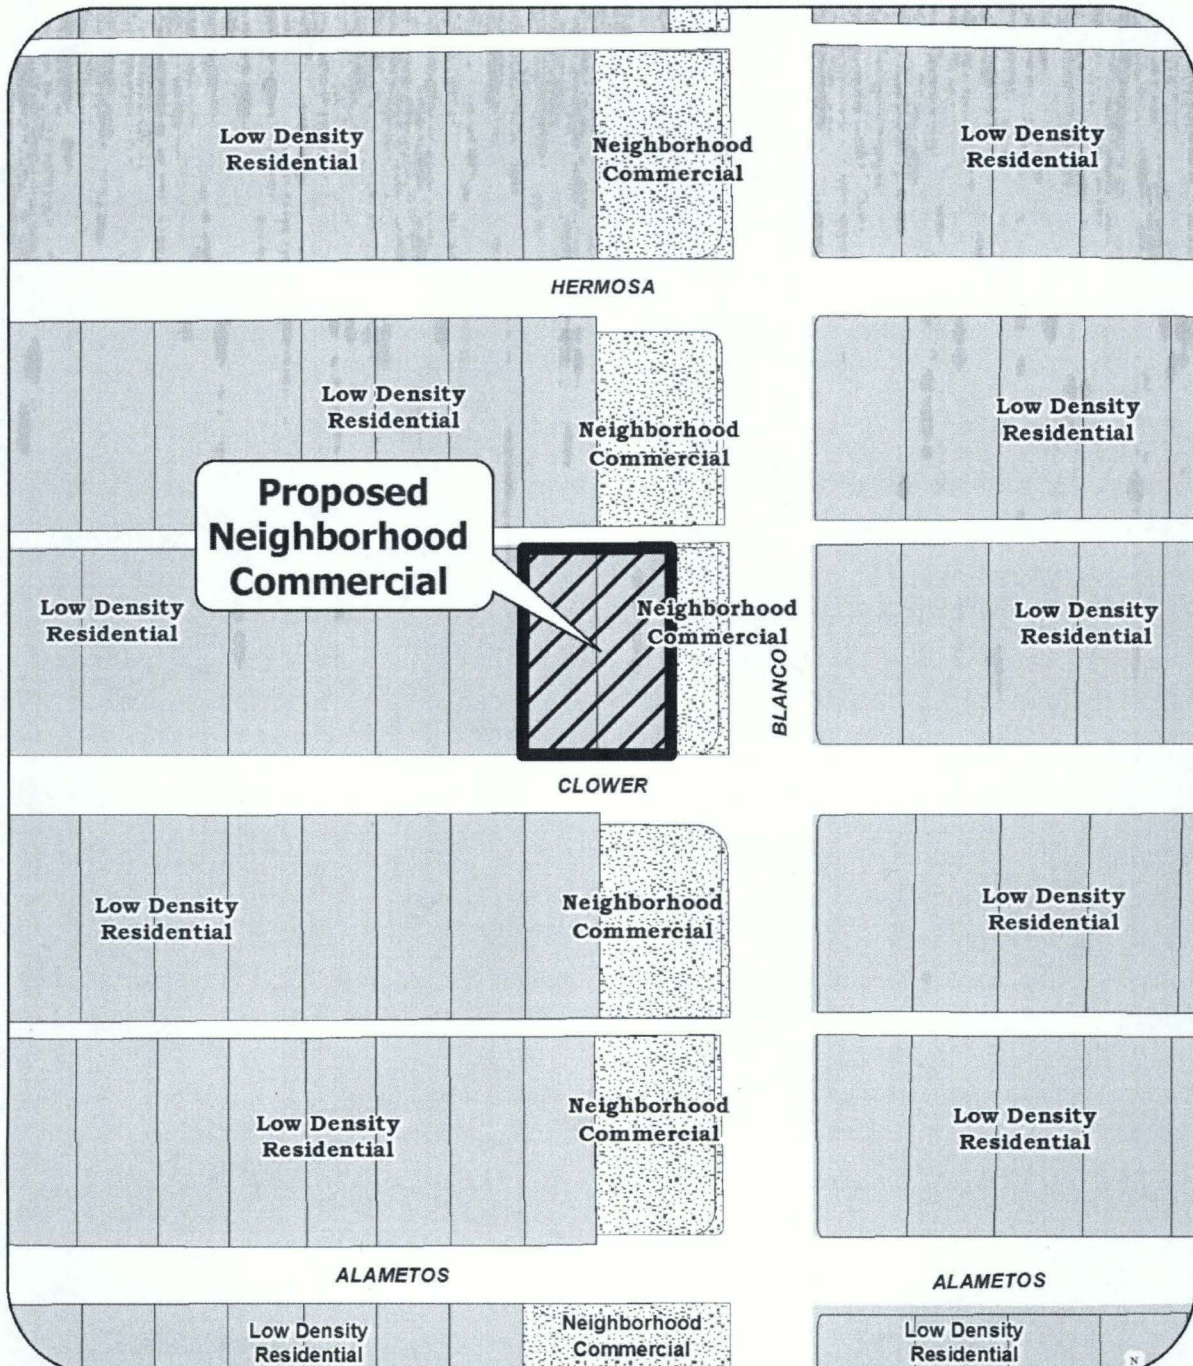 Low Density
Residential
Neighborhood
Commercial
Low Density
Residential
HERMOSA
Low Density
Residential
Neighborhood
Commercial
Low Density
Residential
Proposed
Neighborhood
Commercial
Low Density
Residential
Neighborhood
Commercial
Low Density
Residential
BLANCO
CLOWER
Low Density
Residential
Neighborhood
Commercial
Low Density
Residential
Low Density
Residential
Neighborhood
Commercial
Low Density
Residential
ALAMETOS
ALAMETOS
Low Density
Residential
Neighborhood
Commercial
Low Density
Residential
N